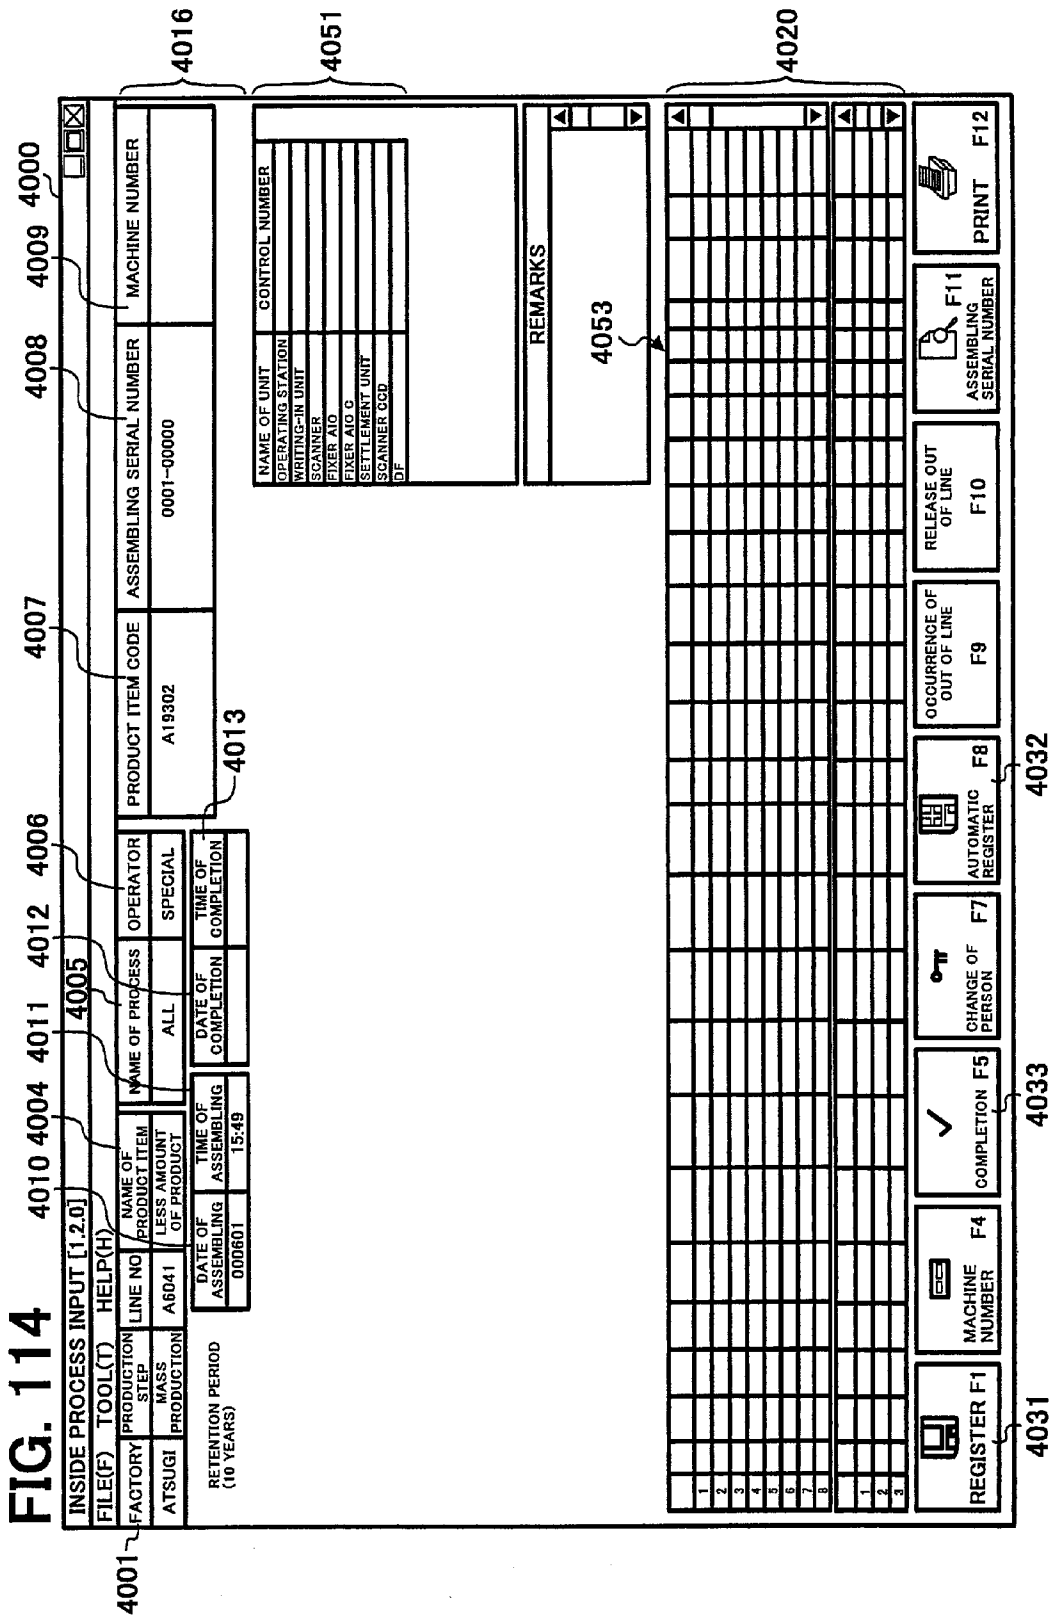 FIG. 114
4010 4004 4011 4012 4006 4007 4008 4009 4000
4005
INSIDE PROCESS INPUT [1.2.0]
FILE(F) TOOL(T) HELP(H)
4001
FACTORY
ATSUGI
PRODUCTION
STEP
MASS
PRODUCTION
LINE NO
A6041
NAME OF
PRODUCT ITEM
LESS AMOUNT
OF PRODUCT
NAME OF PROCESS
ALL
OPERATOR
SPECIAL
PRODUCT ITEM CODE
A19302
ASSEMBLING SERIAL NUMBER
0001-00000
MACHINE NUMBER
4016
RETENTION PERIOD
(10 YEARS)
DATE OF
ASSEMBLING
000601
TIME OF
ASSEMBLING
15:49
DATE OF
COMPLETION
TIME OF
COMPLETION
4013
NAME OF UNIT CONTROL NUMBER
OPERATING STATION
WRITING-IN UNIT
SCANNER
FIXER AIO
FIXER AIO C
SETTLEMENT UNIT
SCANNER CCD
DF
4051
REMARKS
4053
1
2
3
4
5
6
7
8
1
2
3
4020
REGISTER F1
MACHINE
NUMBER F4
COMPLETION F5
CHANGE OF
PERSON F7
AUTOMATIC
REGISTER F8
OCCURRENCE OF
OUT OF LINE
F9
RELEASE OUT
OF LINE
F10
ASSEMBLING
SERIAL NUMBER F11
PRINT F12
4031 4033 4032